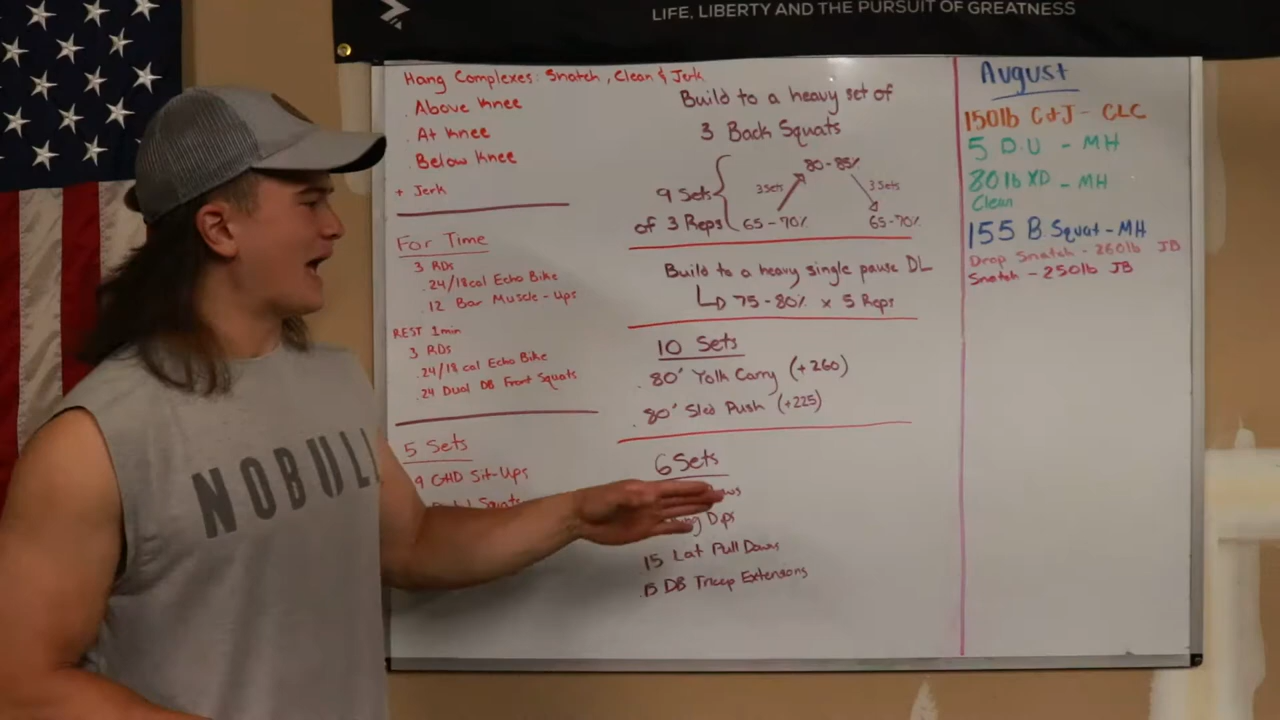 LIFE, LIBERTY AND THE PURSUIT OF GREATNESS
Hang Complexes: Snatch, Clean & Jerk
. Above Knee
. At Knee
. Below Knee
+ Jerk
For Time
3 RDs
.24/18cal Echo Bike
.12 Bar Muscle-Ups
REST 1min
3 RDs
.24/18 cal Echo Bike
.24 Dual DB Front Squats
5 Sets
9 GHD Sit-Ups
Squats
Build to a heavy set of
3 Back Squats
80-85%
9 Sets
3 Sets
3 Sets
of 3 Reps
65-70%
65-70%
Build to a heavy single pause DL
75-80% x 5 Reps
10 Sets
. 80' Yolk Carry (+260)
. 80' Sled Push (+225)
6 Sets
Dips
15 Lat Pull Downs
.15 DB Tricep Extensions
August
150lb C&J - CLC
5 D.U - MH
80lb XD - MH
Clean
155 B Squat - MH
Drop Snatch - 260lb JB
Snatch - 250lb JB
NOBULL